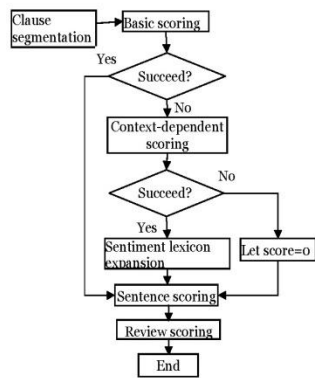 Clause
segmentation
Basic scoring
Yes
Succeed?
No
Context-dependent
scoring
Succeed?
No
Yes
Sentiment lexicon
expansion
Let score=0
Sentence scoring
Review scoring
End